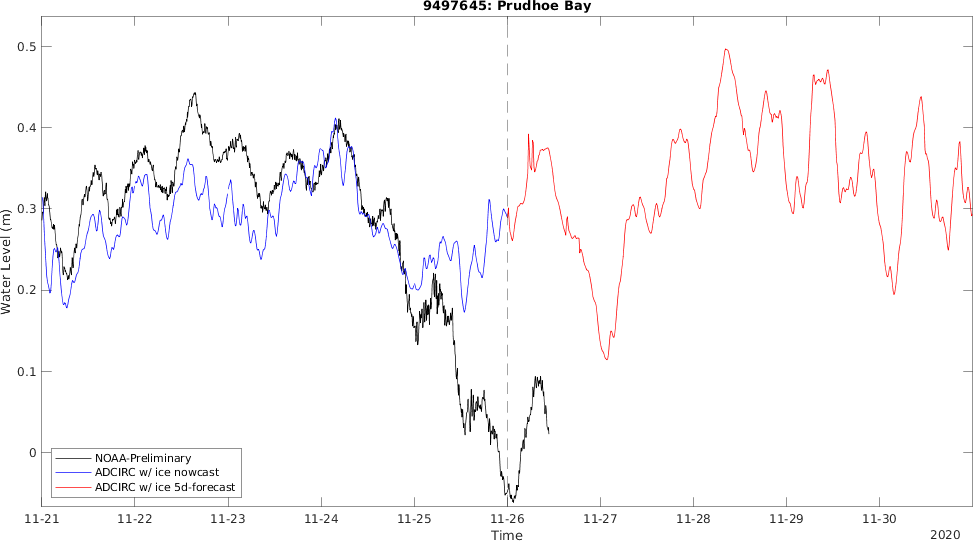 9497645: Prudhoe Bay
Water Level (m)
0.5
0.4
0.3
0.2
0.1
0
NOAA-Preliminary
ADCIRC w/ ice nowcast
ADCIRC w/ ice 5d-forecast
11-21 11-22 11-23 11-24 11-25 11-26 11-27 11-28 11-29 11-30
Time
2020